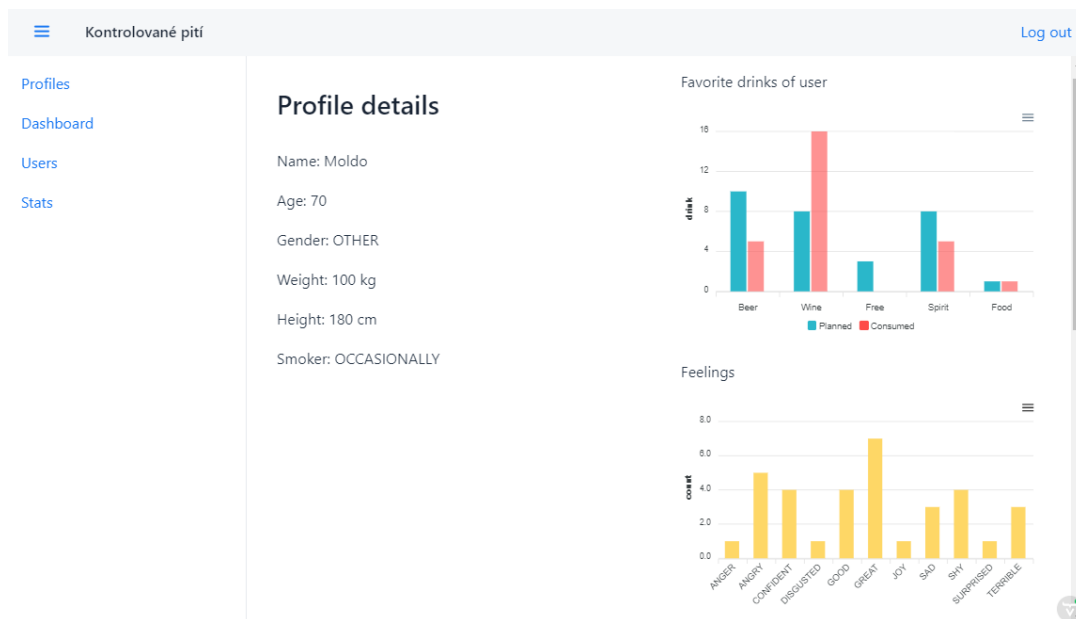 Kontrolované pití
Log out
Profiles
Dashboard
Users
Stats
Profile details
Name: Moldo
Age: 70
Gender: OTHER
Weight: 100 kg
Height: 180 cm
Smoker: OCCASIONALLY
Favorite drinks of user
16
12
8
4
0
drink
Beer Wine Free Spirit Food
Planned Consumed
Feelings
8.0
6.0
4.0
2.0
0.0
count
ANGER ANGRY CONFIDENT DISGUSTED GOOD GREAT JOY SAD SHY SURPRISED TERRIBLE